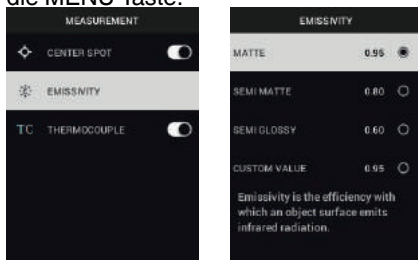 die MENÜ-Taste.
MEASUREMENT
CENTER SPOT
EMISSIVITY
TC THERMOCOUPLE
EMISSIVITY
MATTE 0.95
SEMI MATTE 0.80
SEMI GLOSSY 0.60
CUSTOM VALUE 0.95
Emissivity is the efficiency with
which an object surface emits
infrared radiation.